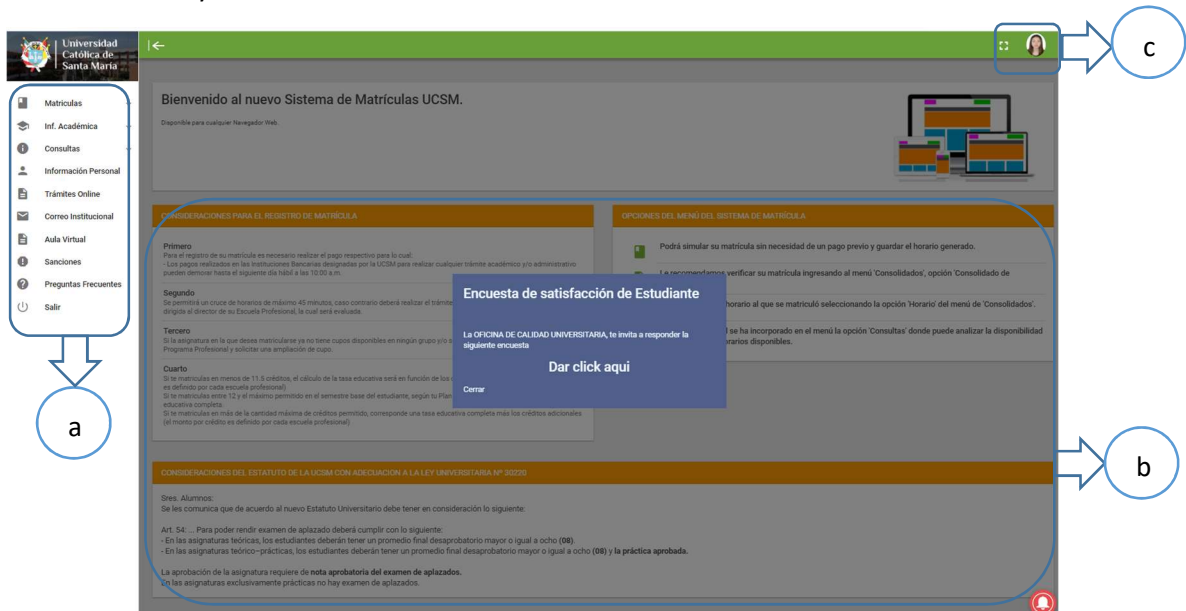 Universidad
Católica de
Santa María
c
Matriculas
Inf. Académica
Consultas
Información Personal
Trámites Online
Correo Institucional
Aula Virtual
Sanciones
Preguntas Frecuentes
Salir
a
Bienvenido al nuevo Sistema de Matrículas UCSM.
Disponible para cualquier Navegador Web.
CONSIDERACIONES PARA EL REGISTRO DE MATRÍCULA
Primero
Para el registro de su matrícula es necesario realizar el pago respectivo para lo cual:
- Los pagos realizados en las Instituciones Bancarias designadas por la UCSM para realizar cualquier trámite académico y/o administrativo
pueden demorar hasta el siguiente día hábil a las 10:00 a.m.
Segundo
Se permitirá un cruce de horarios de máximo 45 minutos, caso contrario deberá realizar el trámite
dirigida al director de su Escuela Profesional, la cual será evaluada.
Tercero
Si la asignatura en la que desea matricularse ya no tiene cupos disponibles en ningún grupo y/o
Programa Profesional y solicitar una ampliación de cupo.
Cuarto
Si te matriculas en menos de 11.5 créditos, el cálculo de la tasa educativa será en función de los
es definido por cada escuela profesional)
Si te matriculas entre 12 y el máximo permitido en el semestre base del estudiante, según tu Plan
educativa completa.
Si te matriculas en más de la cantidad máxima de créditos permitido, corresponde una tasa educativa completa más los créditos adicionales
(el monto por crédito es definido por cada escuela profesional)
OPCIONES DEL MENÚ DEL SISTEMA DE MATRÍCULA
Podrá simular su matrícula sin necesidad de un pago previo y guardar el horario generado.
Le recomendamos verificar su matrícula ingresando al menú 'Consolidados', opción 'Consolidado de
horario al que se matriculó seleccionando la opción 'Horario' del menú de 'Consolidados'.
se ha incorporado en el menú la opción 'Consultas' donde puede analizar la disponibilidad
disponibles.
Encuesta de satisfacción de Estudiante
La OFICINA DE CALIDAD UNIVERSITARIA, te invita a responder la
siguiente encuesta
Dar click aqui
Cerrar
b
CONSIDERACIONES DEL ESTATUTO DE LA UCSM CON ADECUACION A LA LEY UNIVERSITARIA Nº 30220
Sres. Alumnos:
Se les comunica que de acuerdo al nuevo Estatuto Universitario debe tener en consideración lo siguiente:
Art. 54: ... Para poder rendir examen de aplazado deberá cumplir con lo siguiente:
- En las asignaturas teóricas, los estudiantes deberán tener un promedio final desaprobatorio mayor o igual a ocho (08).
- En las asignaturas teórico–prácticas, los estudiantes deberán tener un promedio final desaprobatorio mayor o igual a ocho (08) y la práctica aprobada.
La aprobación de la asignatura requiere de nota aprobatoria del examen de aplazados.
En las asignaturas exclusivamente prácticas no hay examen de aplazados.